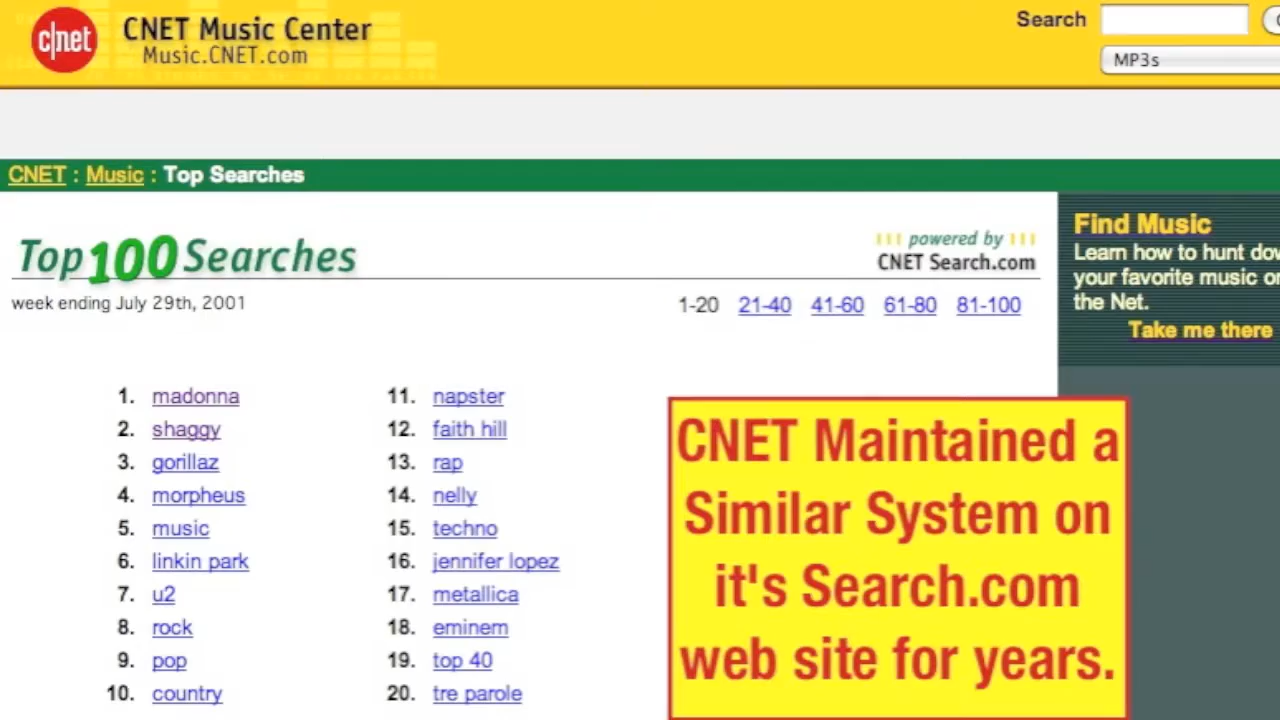 c|net
CNET Music Center
Music.CNET.com
Search
MP3s
CNET : Music : Top Searches
Top 100 Searches
powered by
CNET Search.com
week ending July 29th, 2001
1-20 21-40 41-60 61-80 81-100
Find Music
Learn how to hunt dow
your favorite music on
the Net.
Take me there
1. madonna
2. shaggy
3. gorillaz
4. morpheus
5. music
6. linkin park
7. u2
8. rock
9. pop
10. country
11. napster
12. faith hill
13. rap
14. nelly
15. techno
16. jennifer lopez
17. metallica
18. eminem
19. top 40
20. tre parole
CNET Maintained a
Similar System on
it's Search.com
web site for years.